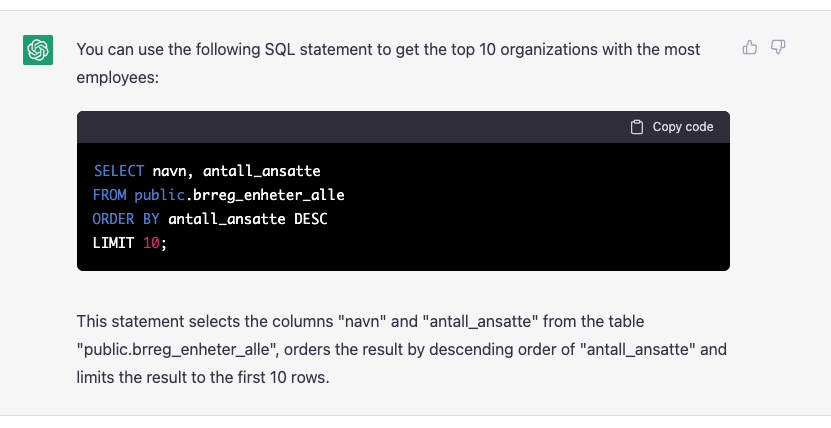 You can use the following SQL statement to get the top 10 organizations with the most
employees:
Copy code
SELECT navn, antall_ansatte
FROM public.brreg_enheter_alle
ORDER BY antall_ansatte DESC
LIMIT 10;
This statement selects the columns "navn" and "antall_ansatte" from the table
"public.brreg_enheter_alle", orders the result by descending order of "antall_ansatte" and
limits the result to the first 10 rows.